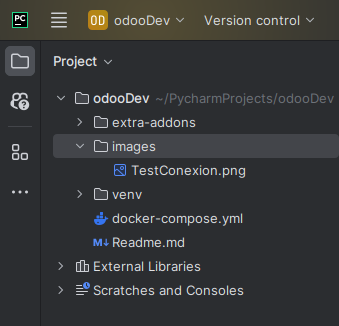 PC OD odooDev Version control
Project
odooDev ~/PycharmProjects/odooDev
extra-addons
images
TestConexion.png
venv
docker-compose.yml
M↓ Readme.md
External Libraries
Scratches and Consoles